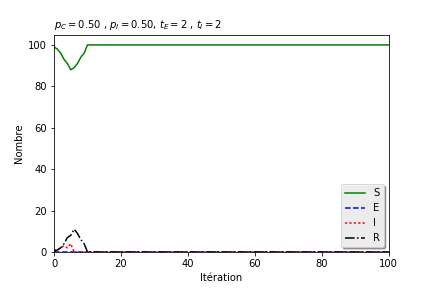 p_C = 0.50 , p_I = 0.50, t_E = 2 , t_I = 2
100
80
60
40
20
0
Nombre
S
E
I
R
0 20 40 60 80 100
Itération